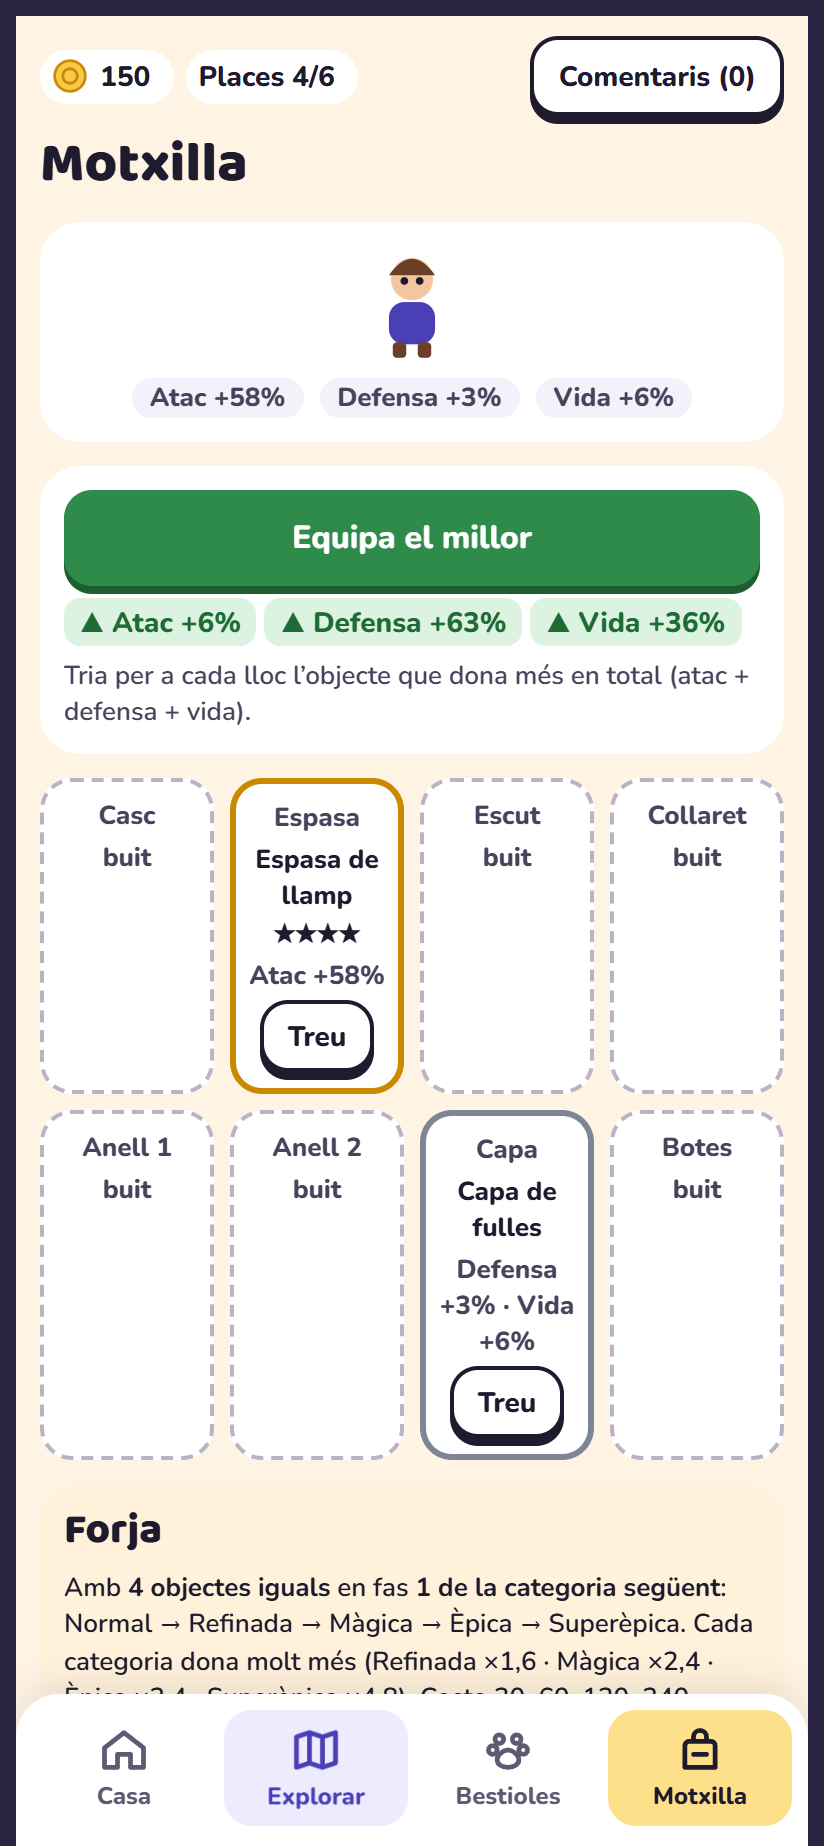 150
Places 4/6
Comentaris (0)
Motxilla
Atac +58%
Defensa +3%
Vida +6%
Equipa el millor
▲ Atac +6%
▲ Defensa +63%
▲ Vida +36%
Tria per a cada lloc l’objecte que dona més en total (atac +
defensa + vida).
Casc
buit
Espasa
Espasa de
llamp
★★★★
Atac +58%
Treu
Escut
buit
Collaret
buit
Anell 1
buit
Anell 2
buit
Capa
Capa de
fulles
Defensa
+3% · Vida
+6%
Treu
Botes
buit
Forja
Amb 4 objectes iguals en fas 1 de la categoria següent:
Normal → Refinada → Màgica → Èpica → Superèpica. Cada
categoria dona molt més (Refinada ×1,6 · Màgica ×2,4 ·
Casa
Explorar
Bestioles
Motxilla